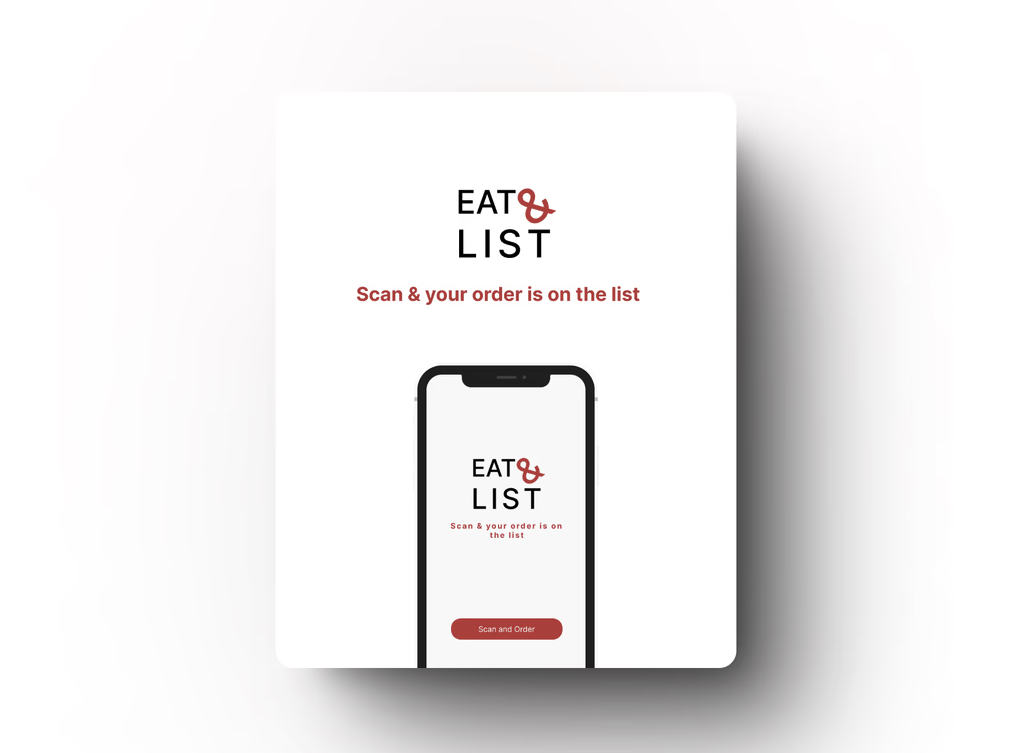 EAT&
LIST
Scan & your order is on the list
EAT&
LIST
Scan & your order is on
the list
Scan and Order